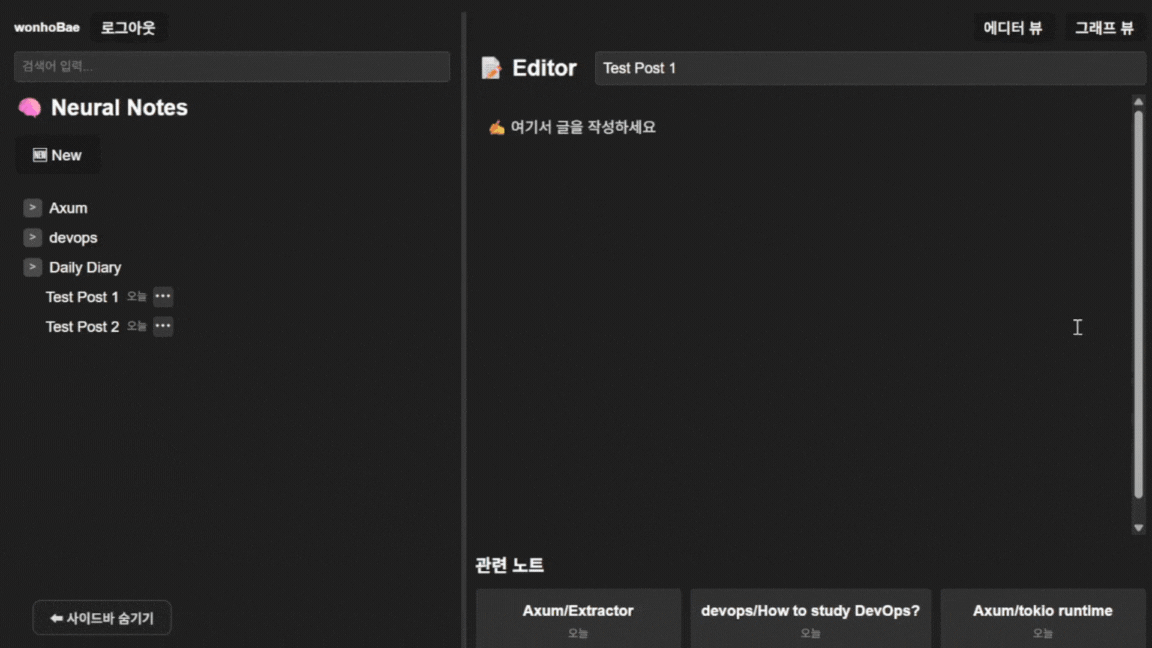 wonhoBae 로그아웃
검색어 입력...
🧠 Neural Notes
🆕 New
> Axum
> devops
> Daily Diary
Test Post 1 오늘 •••
Test Post 2 오늘 •••
⬅ 사이드바 숨기기
에디터 뷰 그래프 뷰
📝 Editor Test Post 1
✍ 여기서 글을 작성하세요
관련 노트
Axum/Extractor
오늘
devops/How to study DevOps?
오늘
Axum/tokio runtime
오늘